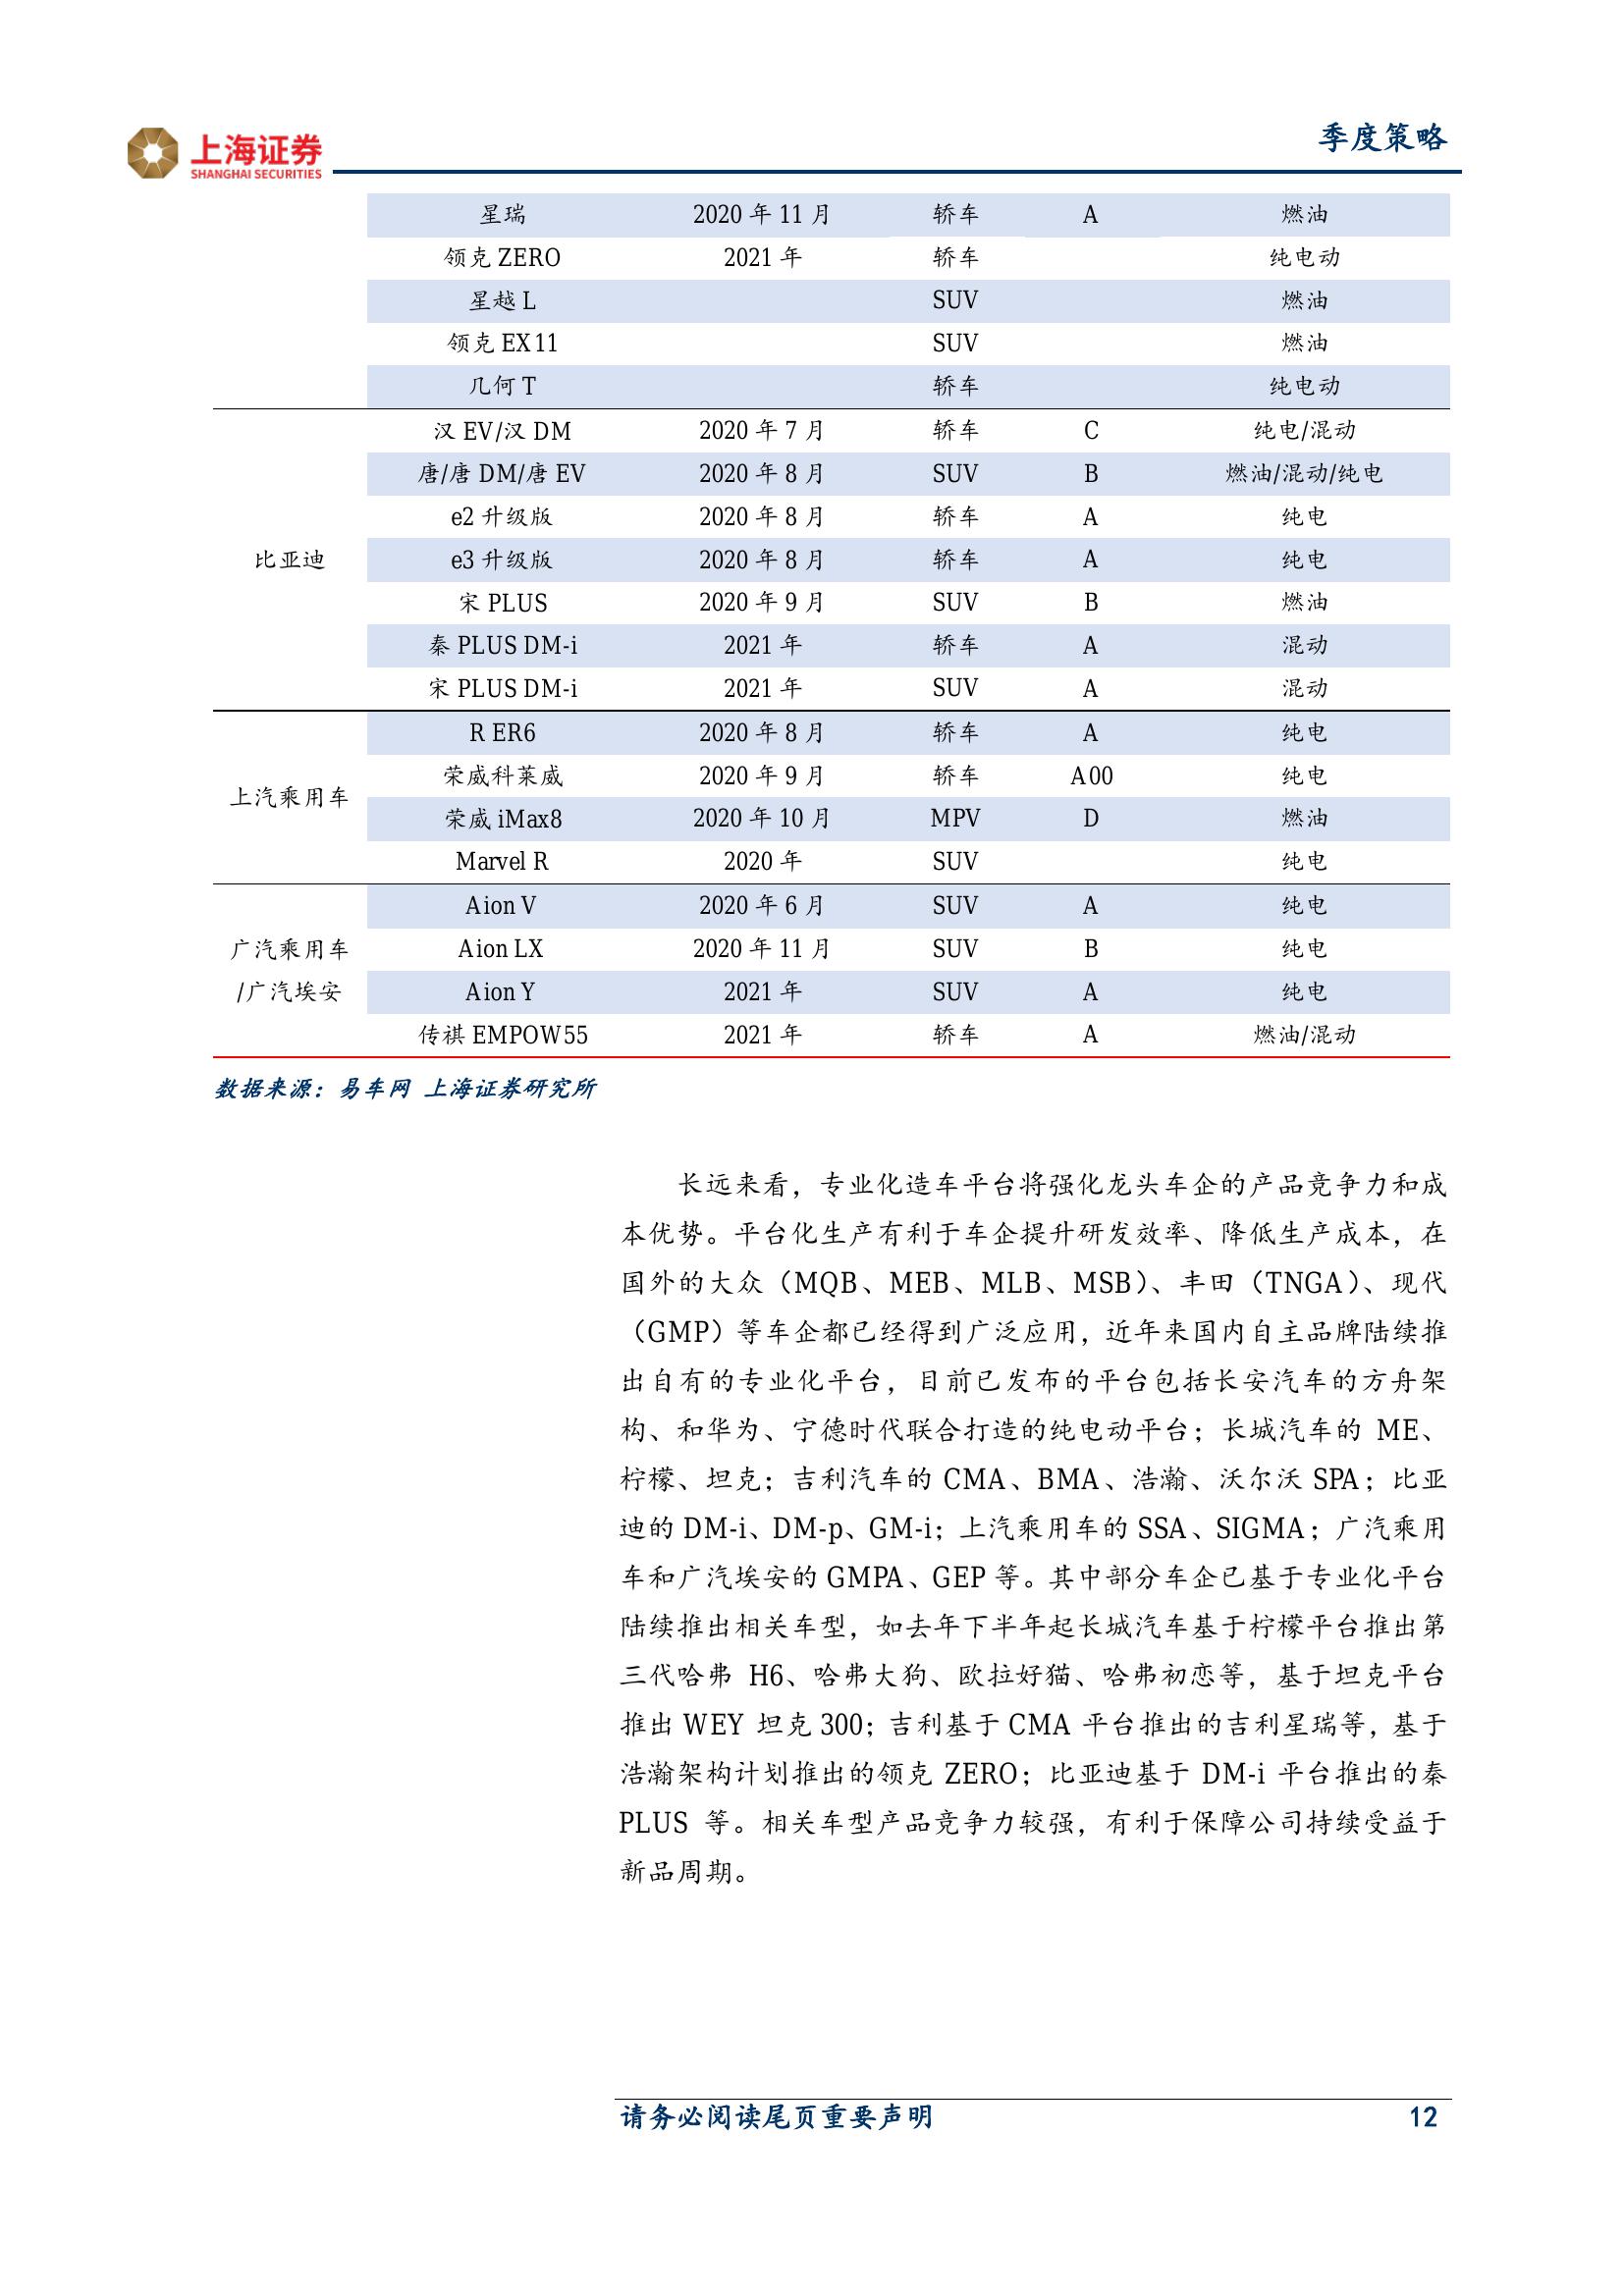 上海证券
SHANGHAI SECURITIES
季度策略
星瑞 2020 年 11 月 轿车 A 燃油
领克 ZERO 2021 年 轿车 纯电动
星越 L SUV 燃油
领克 EX11 SUV 燃油
几何 T 轿车 纯电动
比亚迪
汉 EV/汉 DM 2020 年 7 月 轿车 C 纯电/混动
唐/唐 DM/唐 EV 2020 年 8 月 SUV B 燃油/混动/纯电
e2 升级版 2020 年 8 月 轿车 A 纯电
e3 升级版 2020 年 8 月 轿车 A 纯电
宋 PLUS 2020 年 9 月 SUV B 燃油
秦 PLUS DM-i 2021 年 轿车 A 混动
宋 PLUS DM-i 2021 年 SUV A 混动
上汽乘用车
R ER6 2020 年 8 月 轿车 A 纯电
荣威科莱威 2020 年 9 月 轿车 A00 纯电
荣威 iMax8 2020 年 10 月 MPV D 燃油
Marvel R 2020 年 SUV 纯电
广汽乘用车
/广汽埃安
Aion V 2020 年 6 月 SUV A 纯电
Aion LX 2020 年 11 月 SUV B 纯电
Aion Y 2021 年 SUV A 纯电
传祺 EMPOW55 2021 年 轿车 A 燃油/混动
数据来源：易车网 上海证券研究所
长远来看，专业化造车平台将强化龙头车企的产品竞争力和成
本优势。平台化生产有利于车企提升研发效率、降低生产成本，在
国外的大众（MQB、MEB、MLB、MSB）、丰田（TNGA）、现代
（GMP）等车企都已经得到广泛应用，近年来国内自主品牌陆续推
出自有的专业化平台，目前已发布的平台包括长安汽车的方舟架
构、和华为、宁德时代联合打造的纯电动平台；长城汽车的 ME、
柠檬、坦克；吉利汽车的 CMA、BMA、浩瀚、沃尔沃 SPA；比亚
迪的 DM-i、DM-p、GM-i；上汽乘用车的 SSA、SIGMA；广汽乘用
车和广汽埃安的 GMPA、GEP 等。其中部分车企已基于专业化平台
陆续推出相关车型，如去年下半年起长城汽车基于柠檬平台推出第
三代哈弗 H6、哈弗大狗、欧拉好猫、哈弗初恋等，基于坦克平台
推出 WEY 坦克 300；吉利基于 CMA 平台推出的吉利星瑞等，基于
浩瀚架构计划推出的领克 ZERO；比亚迪基于 DM-i 平台推出的秦
PLUS 等。相关车型产品竞争力较强，有利于保障公司持续受益于
新品周期。
请务必阅读尾页重要声明 12